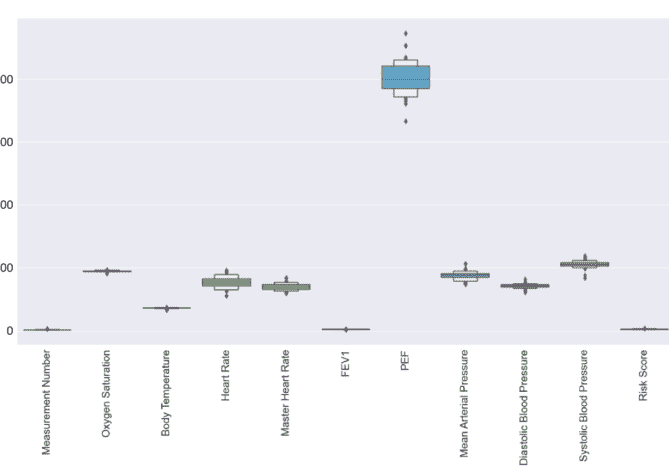 00
00
00
00
0
Measurement Number
Oxygen Saturation
Body Temperature
Heart Rate
Master Heart Rate
FEV1
PEF
Mean Arterial Pressure
Diastolic Blood Pressure
Systolic Blood Pressure
Risk Score